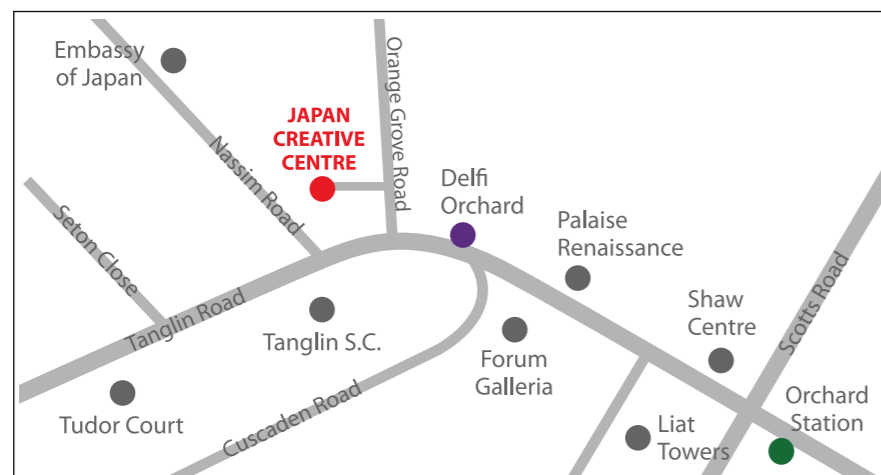 Embassy
of Japan
JAPAN
CREATIVE
CENTRE
Orange Grove Road
Nassim Road
Seton Close
Delfi
Orchard
Palaise
Renaissance
Shaw
Centre
Scotts Road
Tanglin Road
Tanglin S.C.
Forum
Galleria
Tudor Court
Cuscaden Road
Liat
Towers
Orchard
Station